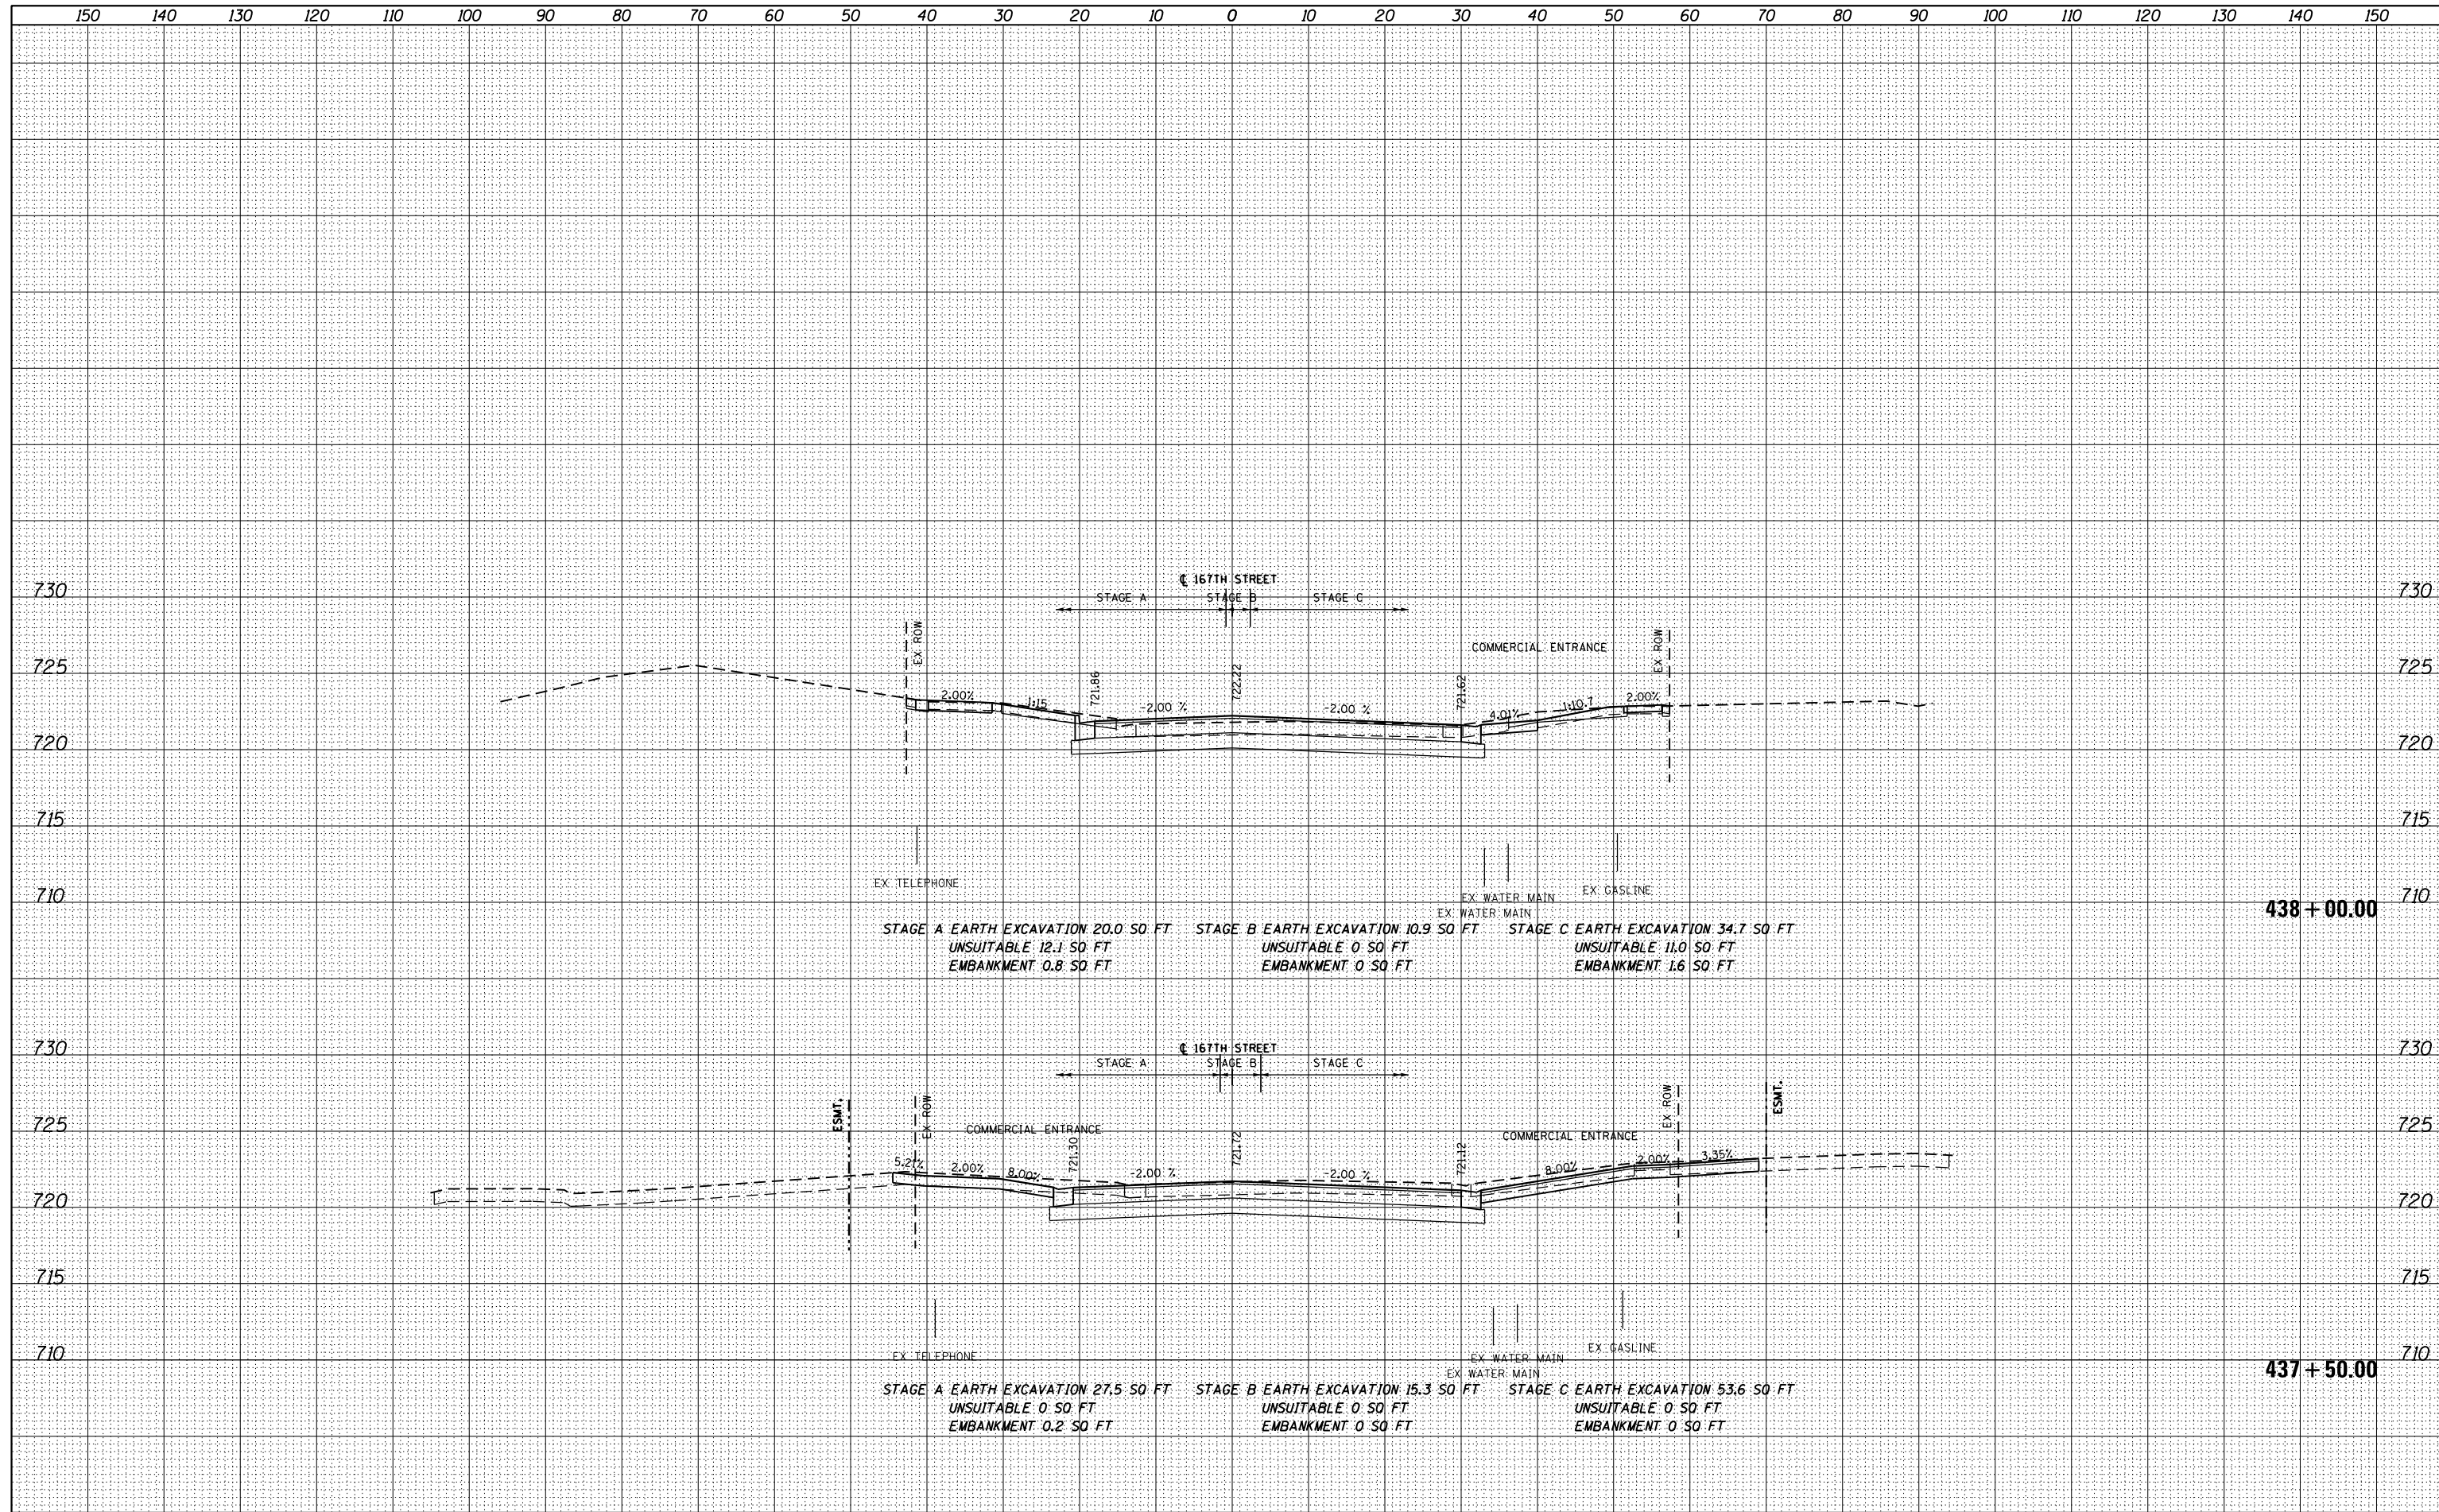 150 140 130 120 110 100 90 80 70 60 50 40 30 20 10 0 10 20 30 40 50 60 70 80 90 100 110 120 130 140 150
℄ 167TH STREET
730 STAGE A STAGE B STAGE C 730
EX ROW EX ROW
COMMERCIAL ENTRANCE
725 725
721.86 722.22 721.62
2.00% 1:15 -2.00 % -2.00 % 4.01% 1:10.7 2.00%
720 720
715 715
EX TELEPHONE
EX GASLINE
710 EX WATER MAIN 710
EX WATER MAIN
438+00.00
STAGE A EARTH EXCAVATION 20.0 SQ FT STAGE B EARTH EXCAVATION 10.9 SQ FT STAGE C EARTH EXCAVATION 34.7 SQ FT
UNSUITABLE 12.1 SQ FT UNSUITABLE 0 SQ FT UNSUITABLE 11.0 SQ FT
EMBANKMENT 0.8 SQ FT EMBANKMENT 0 SQ FT EMBANKMENT 1.6 SQ FT
730 ℄ 167TH STREET 730
STAGE A STAGE B STAGE C
ESMT. EX ROW EX ROW ESMT.
725 725
COMMERCIAL ENTRANCE COMMERCIAL ENTRANCE
721.30 721.72 721.12
5.21% 2.00% 8.00% -2.00 % -2.00 % 8.00% 2.00% 3.35%
720 720
715 715
EX GASLINE
710 EX TELEPHONE EX WATER MAIN 710
EX WATER MAIN
437+50.00
STAGE A EARTH EXCAVATION 27.5 SQ FT STAGE B EARTH EXCAVATION 15.3 SQ FT STAGE C EARTH EXCAVATION 53.6 SQ FT
UNSUITABLE 0 SQ FT UNSUITABLE 0 SQ FT UNSUITABLE 0 SQ FT
EMBANKMENT 0.2 SQ FT EMBANKMENT 0 SQ FT EMBANKMENT 0 SQ FT